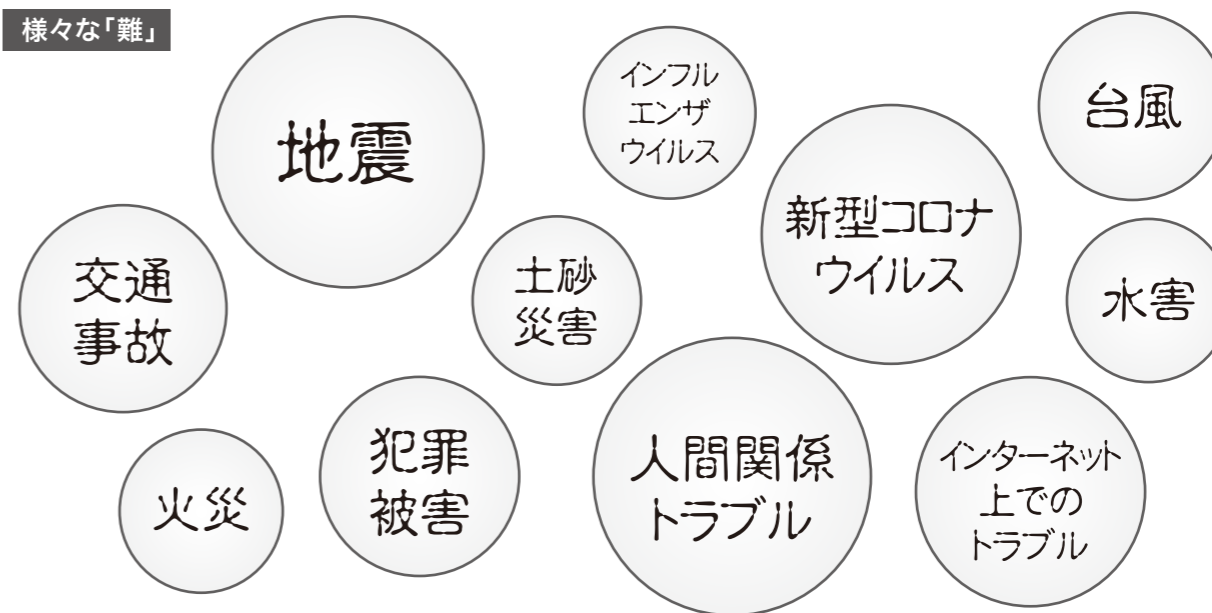 様々な「難」
地震
インフル
エンザ
ウイルス
台風
新型コロナ
ウイルス
交通
事故
土砂
災害
水害
火災
犯罪
被害
人間関係
トラブル
インターネット
上での
トラブル